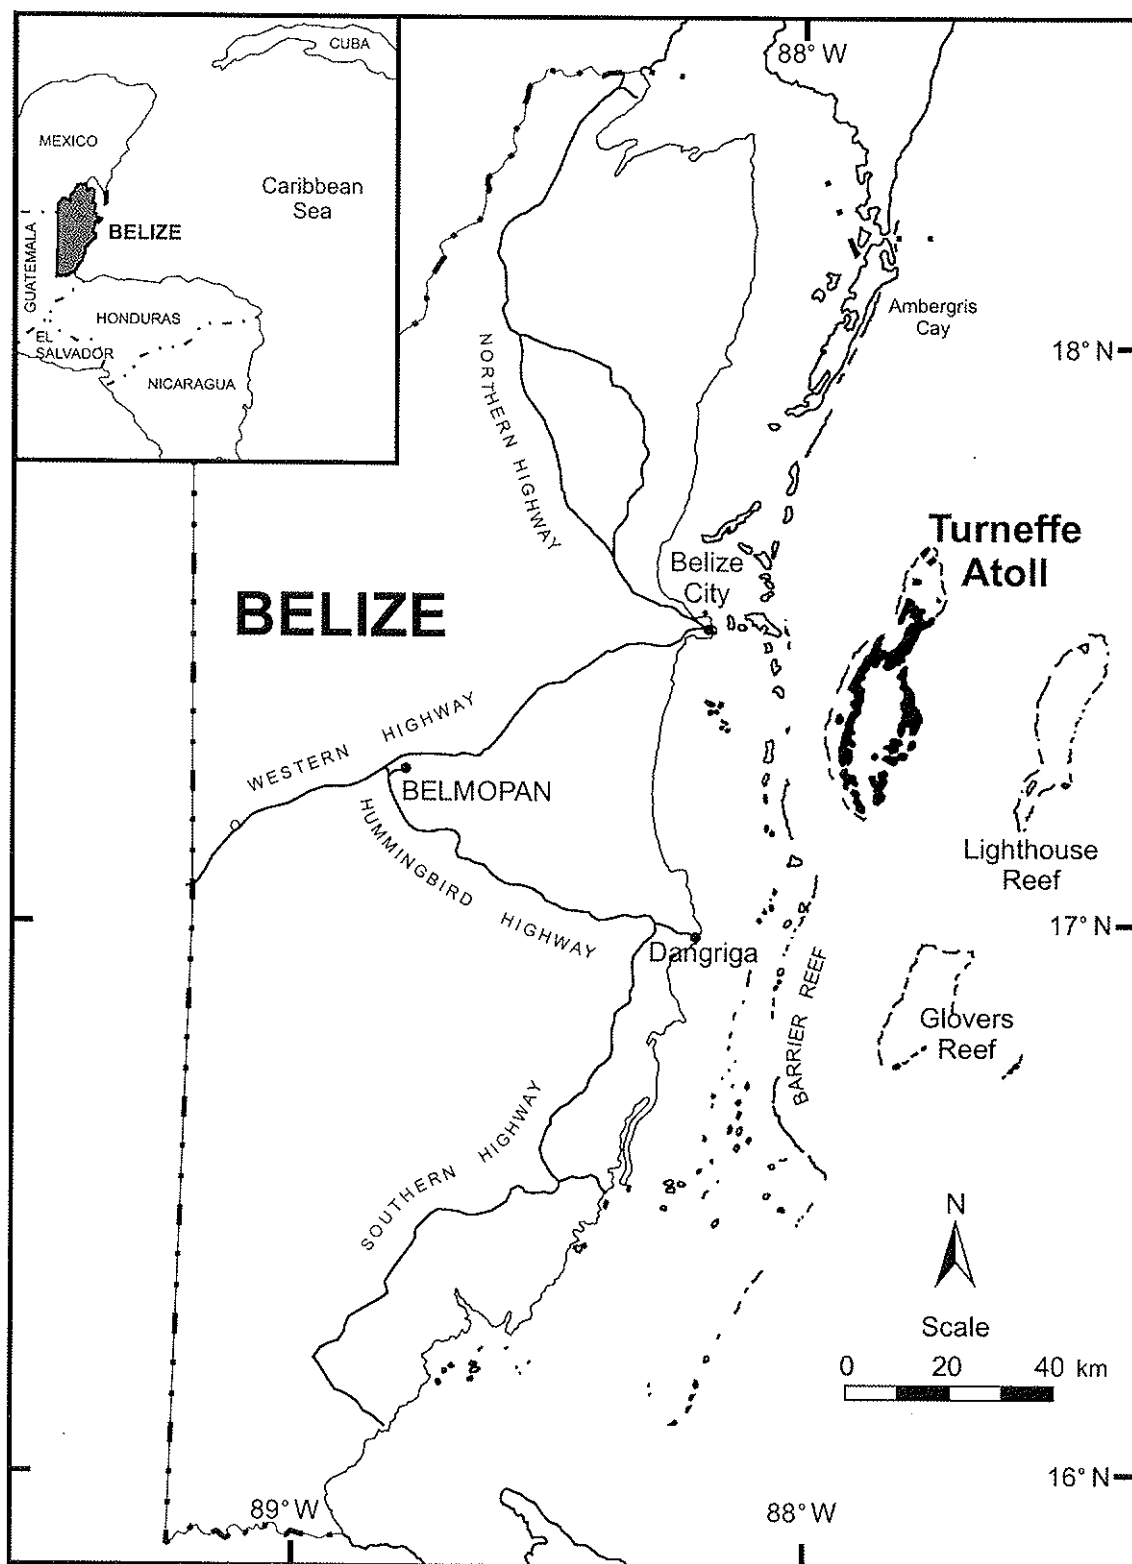 CUBA
MEXICO
Caribbean
Sea
BELIZE
GUATEMALA
HONDURAS
EL
SALVADOR
NICARAGUA
88° W
Ambergris
Cay
18° N
NORTHERN HIGHWAY
Turneffe
Atoll
Belize
City
BELIZE
WESTERN HIGHWAY
BELMOPAN
HUMMINGBIRD HIGHWAY
Lighthouse
Reef
17° N
Dangriga
BARRIER REEF
Glovers
Reef
SOUTHERN HIGHWAY
N
Scale
0 20 40 km
16° N
89° W
88° W